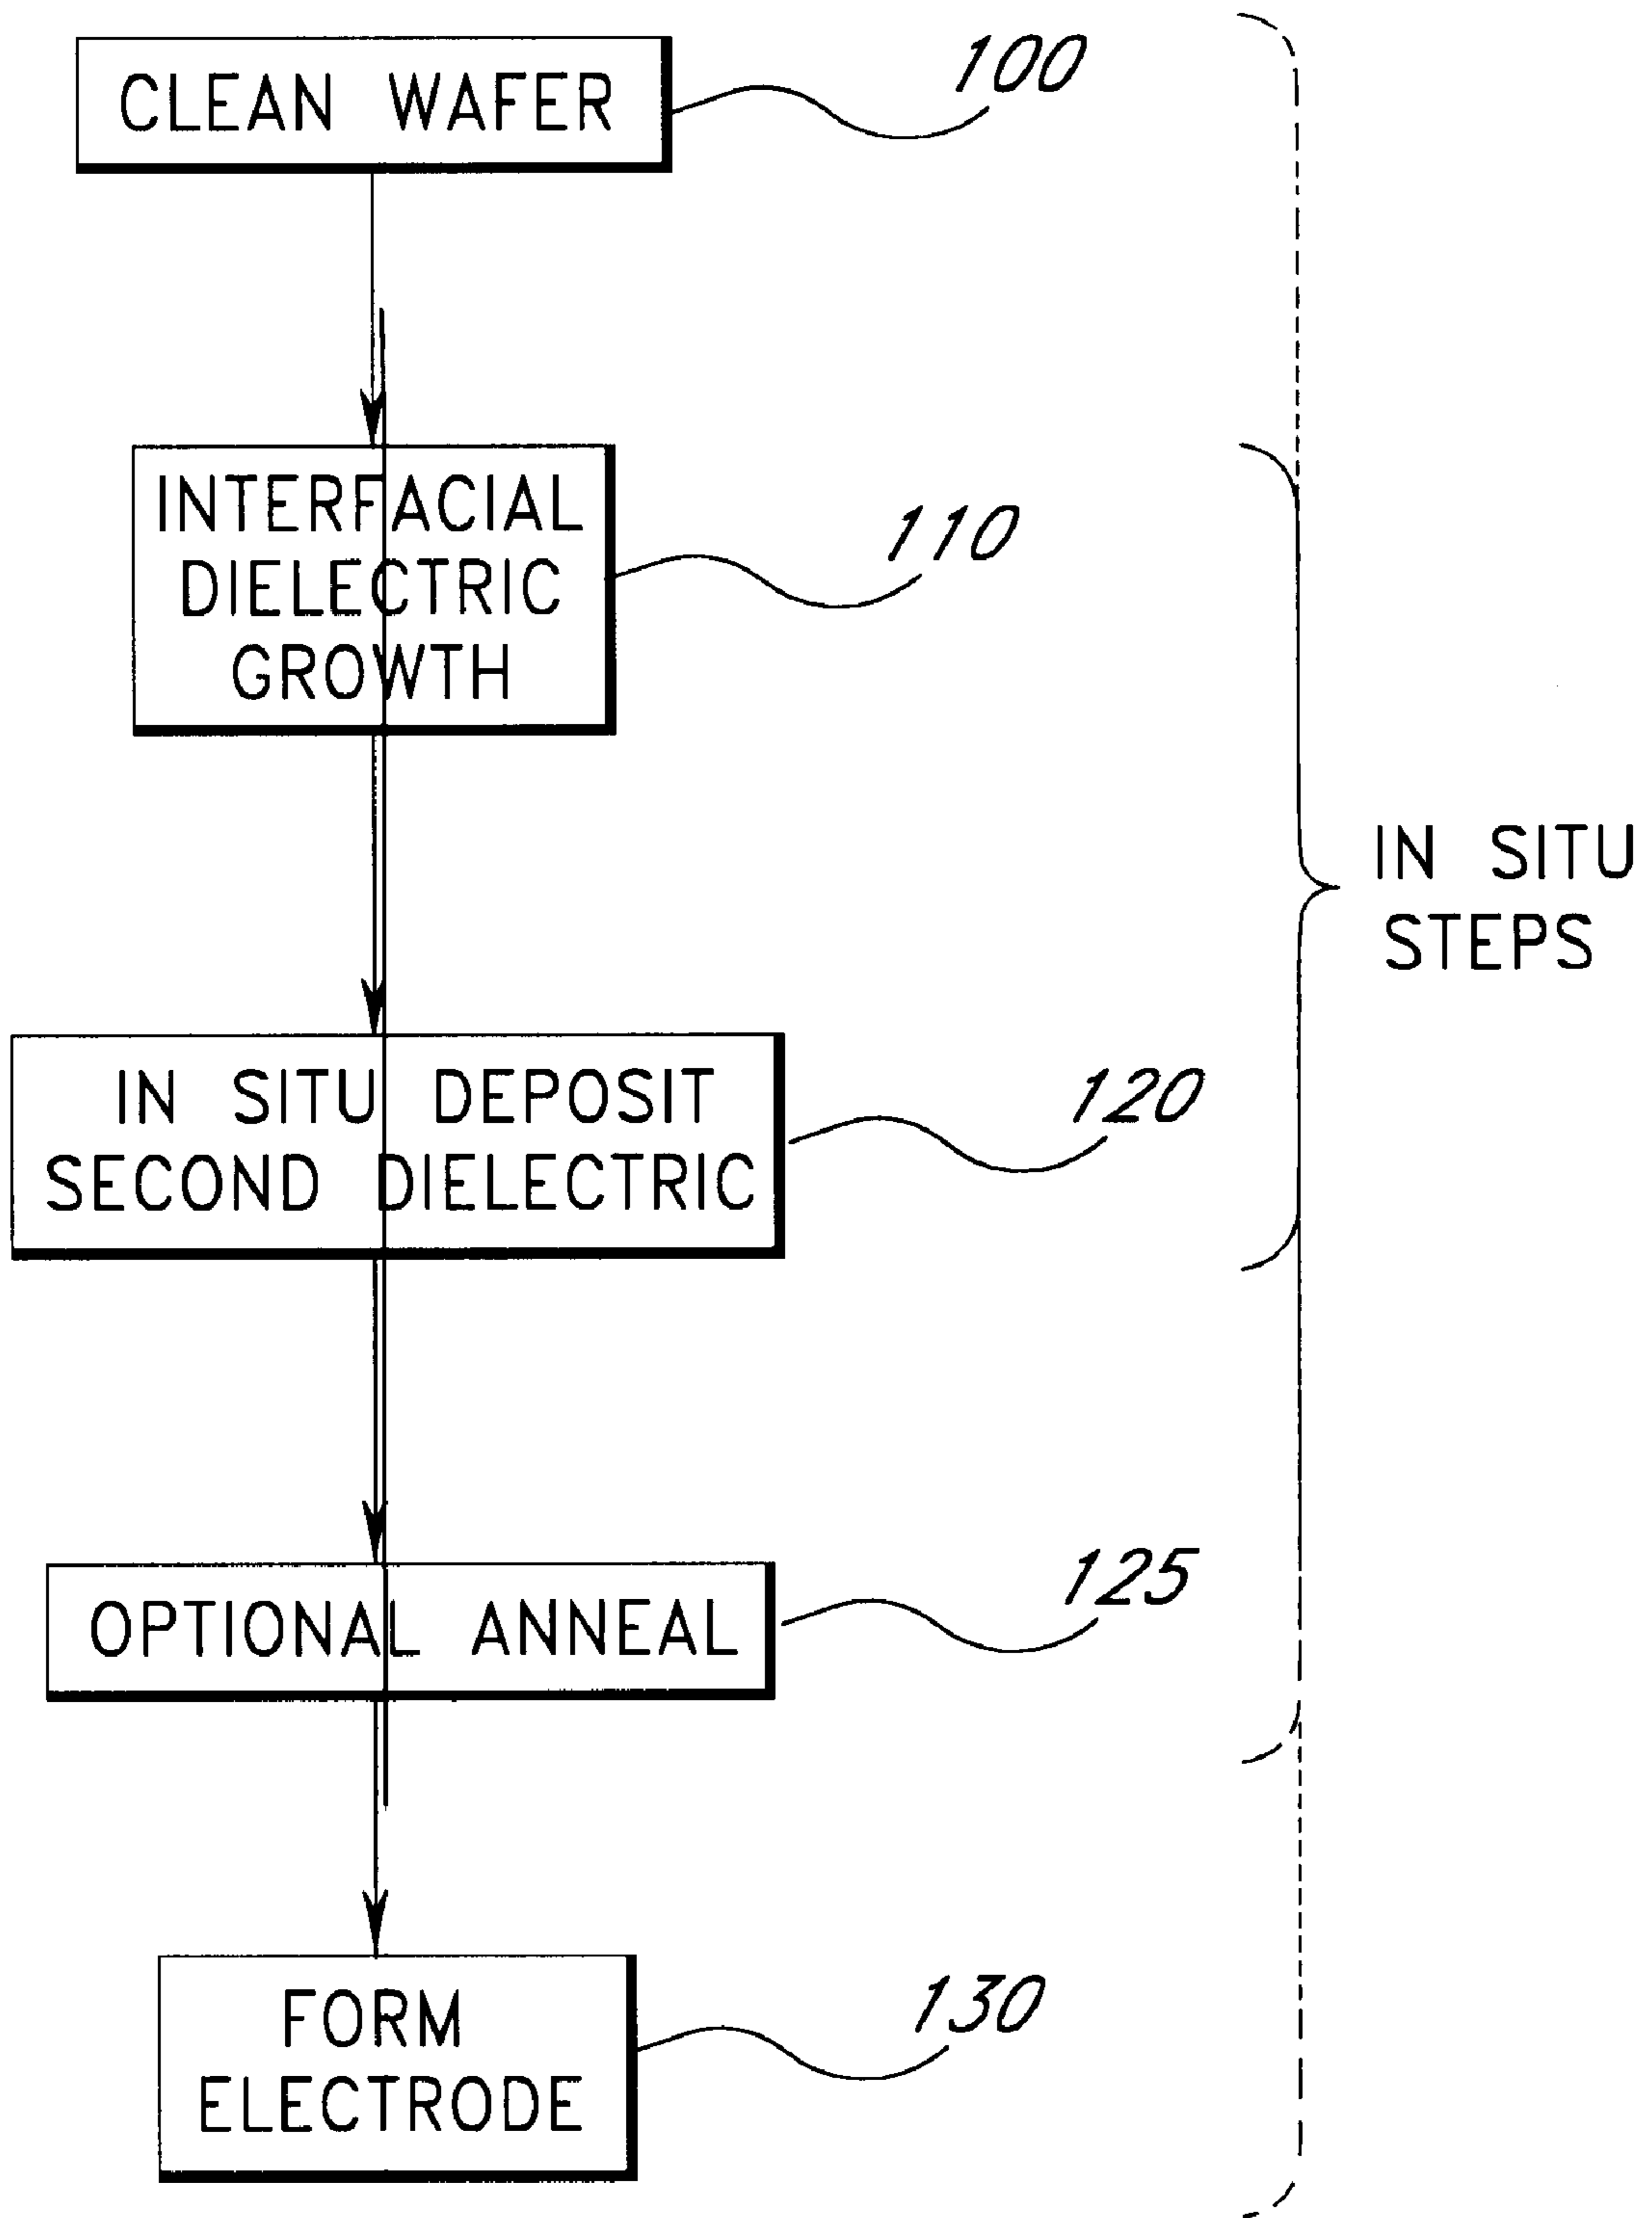 CLEAN WAFER
100
INTERFACIAL
DIELECTRIC
GROWTH
110
IN SITU
STEPS
IN SITU DEPOSIT
SECOND DIELECTRIC
120
OPTIONAL ANNEAL
125
FORM
ELECTRODE
130